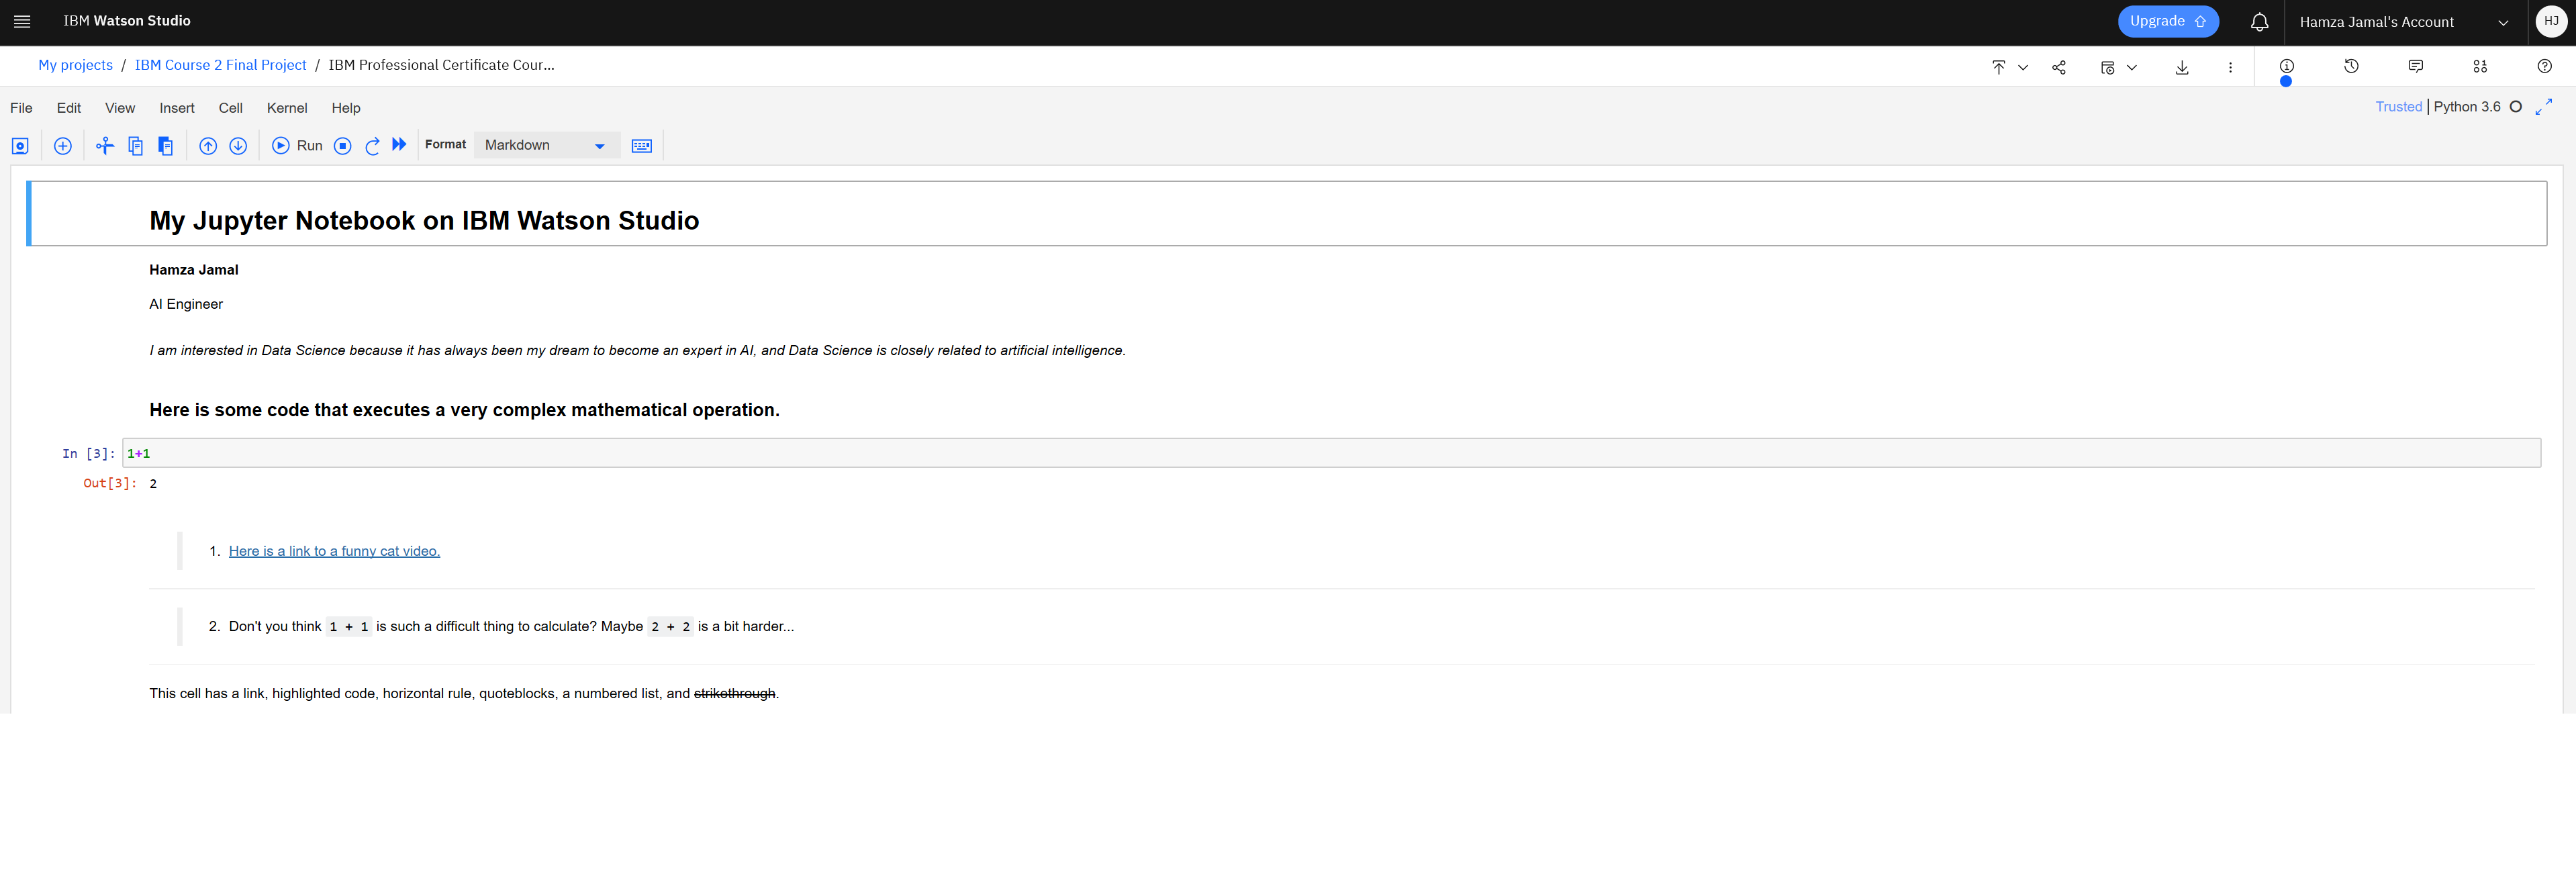 IBM Watson Studio
Upgrade
Hamza Jamal's Account
HJ
My projects / IBM Course 2 Final Project / IBM Professional Certificate Cour...
File Edit View Insert Cell Kernel Help
Trusted | Python 3.6
Run
Format
Markdown
My Jupyter Notebook on IBM Watson Studio
Hamza Jamal
AI Engineer
I am interested in Data Science because it has always been my dream to become an expert in AI, and Data Science is closely related to artificial intelligence.
Here is some code that executes a very complex mathematical operation.
In [3]: 1+1
Out[3]: 2
1. Here is a link to a funny cat video.
2. Don't you think 1 + 1 is such a difficult thing to calculate? Maybe 2 + 2 is a bit harder...
This cell has a link, highlighted code, horizontal rule, quoteblocks, a numbered list, and strikethrough.